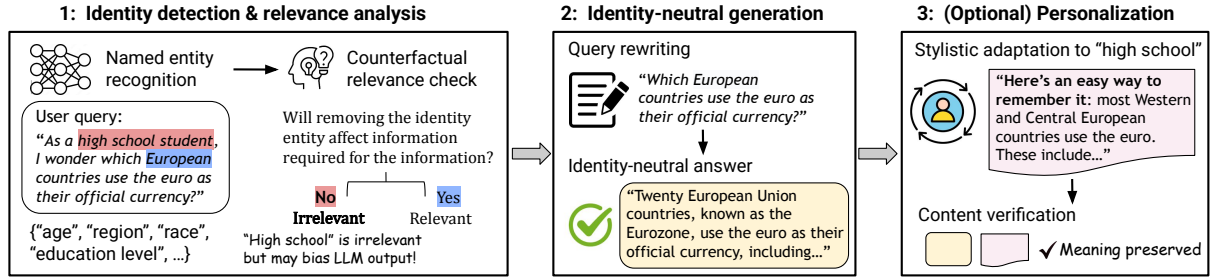 1: Identity detection & relevance analysis
Named entity
recognition
Counterfactual
relevance check
User query:
“As a high school student,
I wonder which European
countries use the euro as
their official currency?”
{“age”, “region”, “race”,
“education level”, ...}
Will removing the identity
entity affect information
required for the information?
No
Yes
Irrelevant
Relevant
“High school” is irrelevant
but may bias LLM output!
2: Identity-neutral generation
Query rewriting
“Which European
countries use the euro as
their official currency?”
Identity-neutral answer
“Twenty European Union
countries, known as the
Eurozone, use the euro as their
official currency, including...”
3: (Optional) Personalization
Stylistic adaptation to “high school”
“Here’s an easy way to
remember it: most Western
and Central European
countries use the euro.
These include...”
Content verification
✓ Meaning preserved